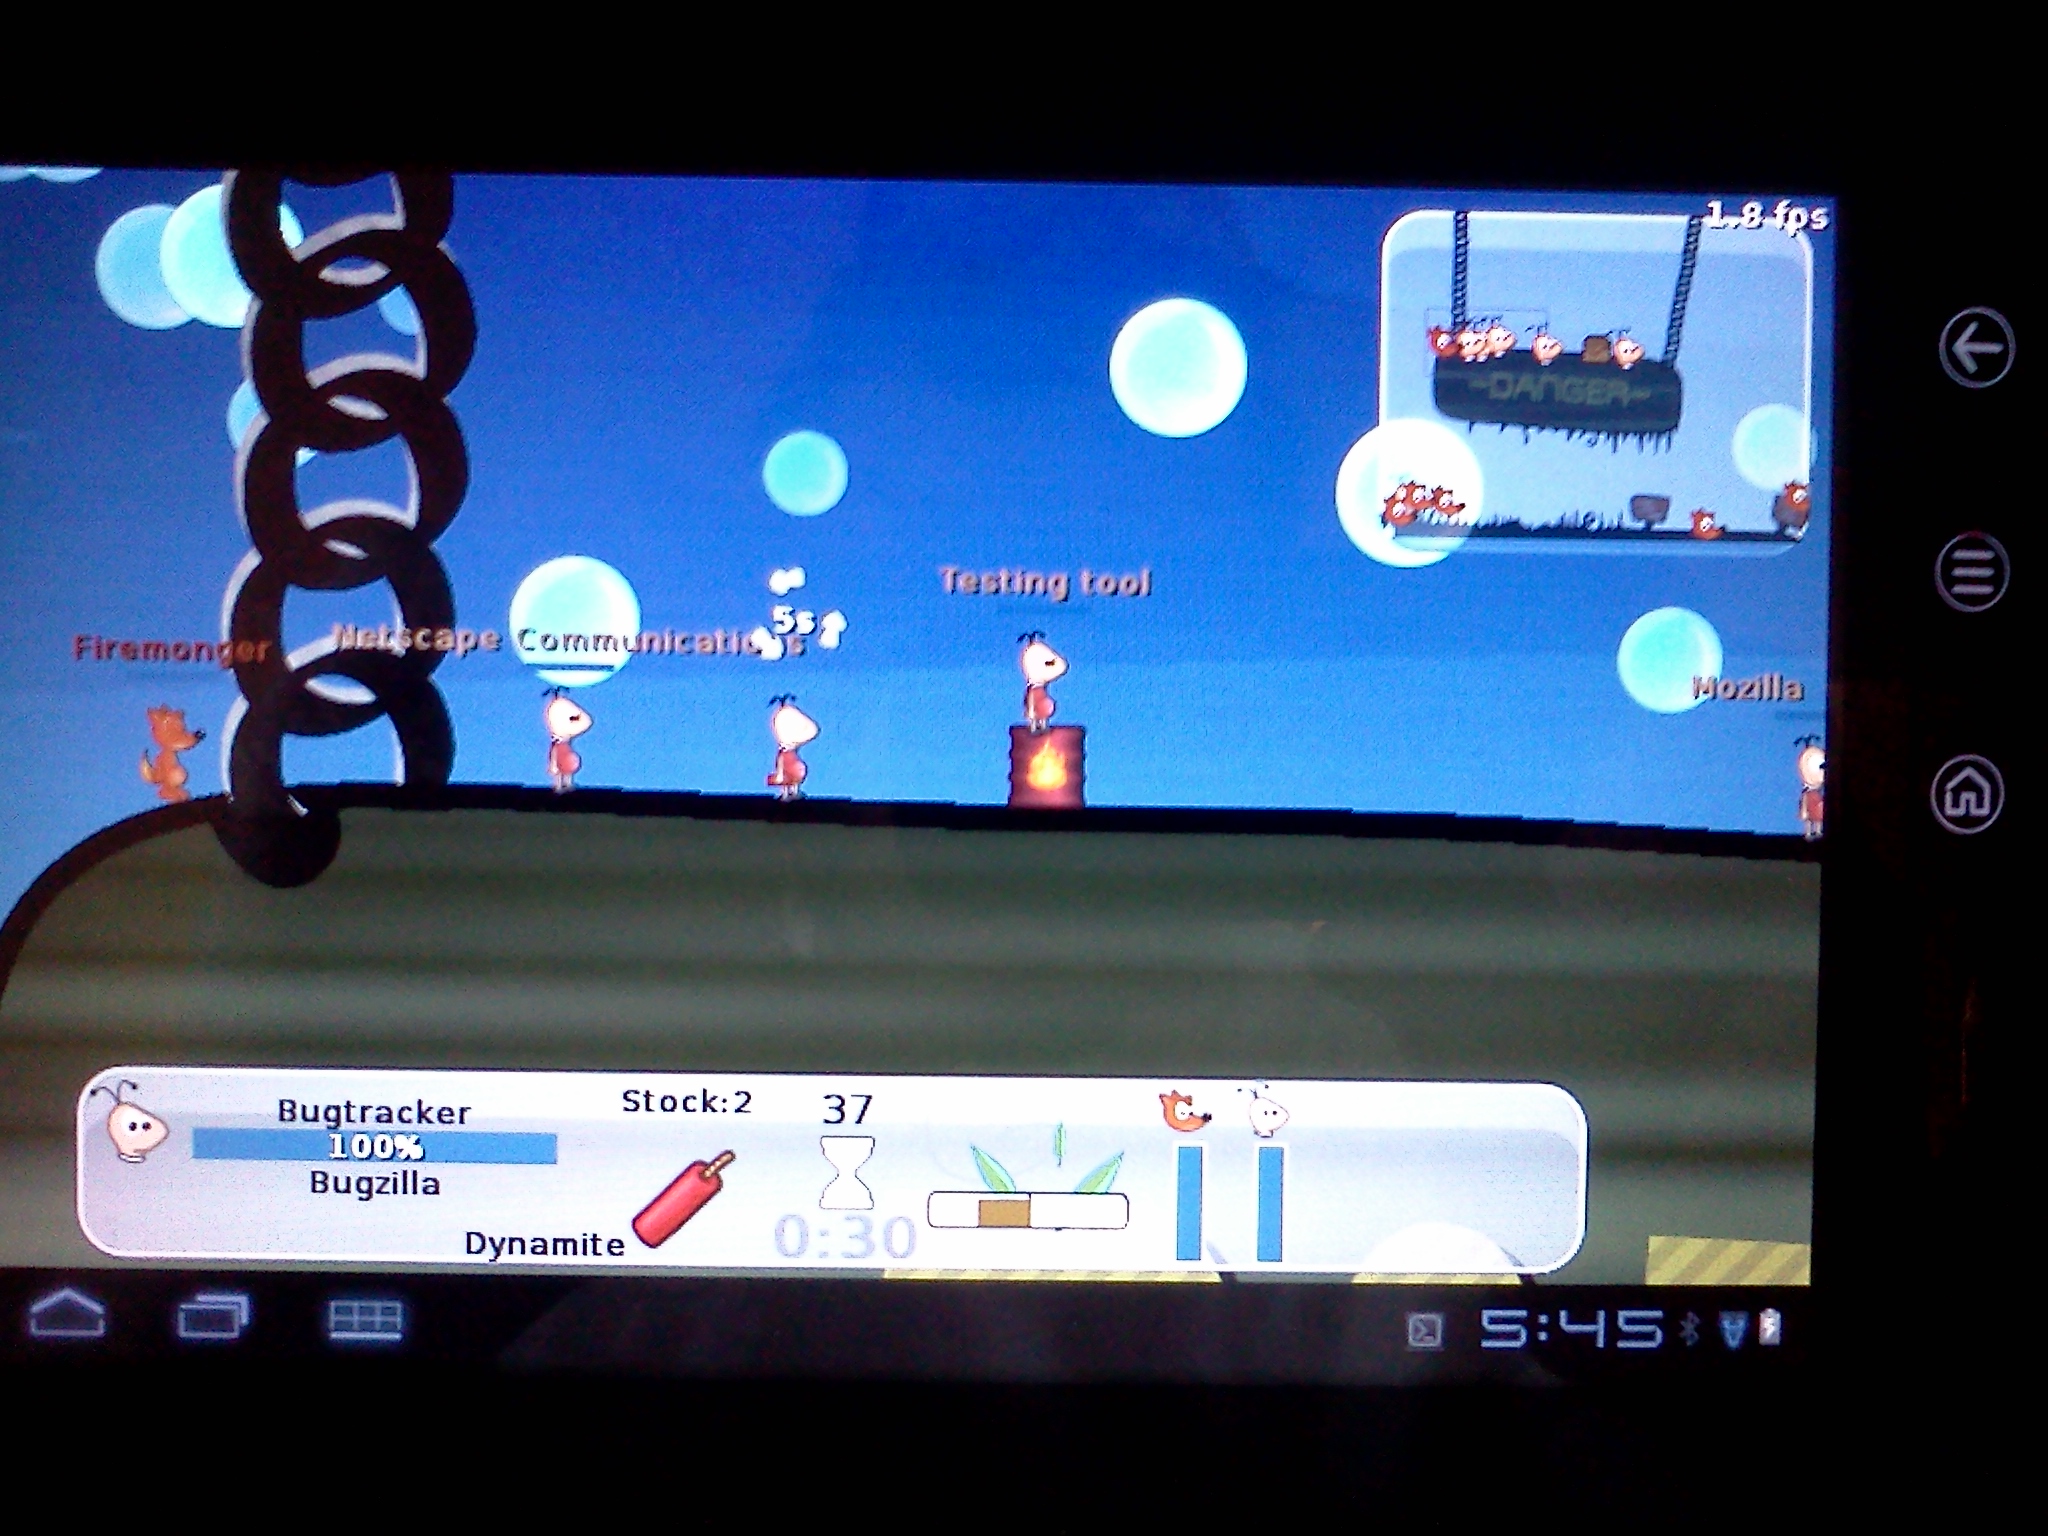 1.8 fps
-DANGER-
Testing tool
5s
Firemonger
Netscape Communications
Mozilla
Bugtracker
Stock:2
37
100%
Bugzilla
0:30
Dynamite
5:45